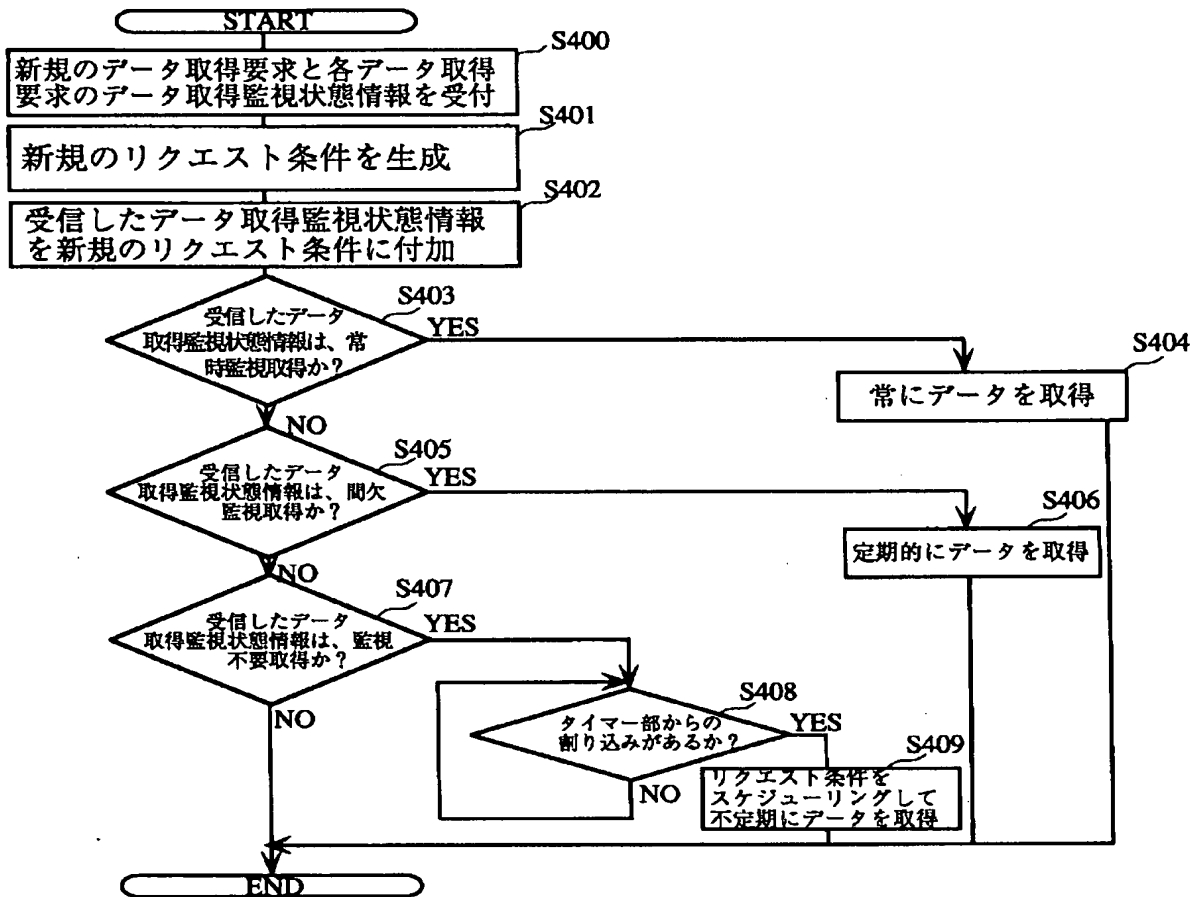 START
S400
新規のデータ取得要求と各データ取得
要求のデータ取得監視状態情報を受付
S401
新規のリクエスト条件を生成
S402
受信したデータ取得監視状態情報
を新規のリクエスト条件に付加
S403
受信したデータ
取得監視状態情報は、常
時監視取得か？
YES
NO
S404
常にデータを取得
S405
受信したデータ
取得監視状態情報は、間欠
監視取得か？
YES
NO
S406
定期的にデータを取得
S407
受信したデータ
取得監視状態情報は、監視
不要取得か？
YES
NO
S408
タイマー部からの
割り込みがあるか？
YES
NO
S409
リクエスト条件を
スケジューリングして
不定期にデータを取得
END